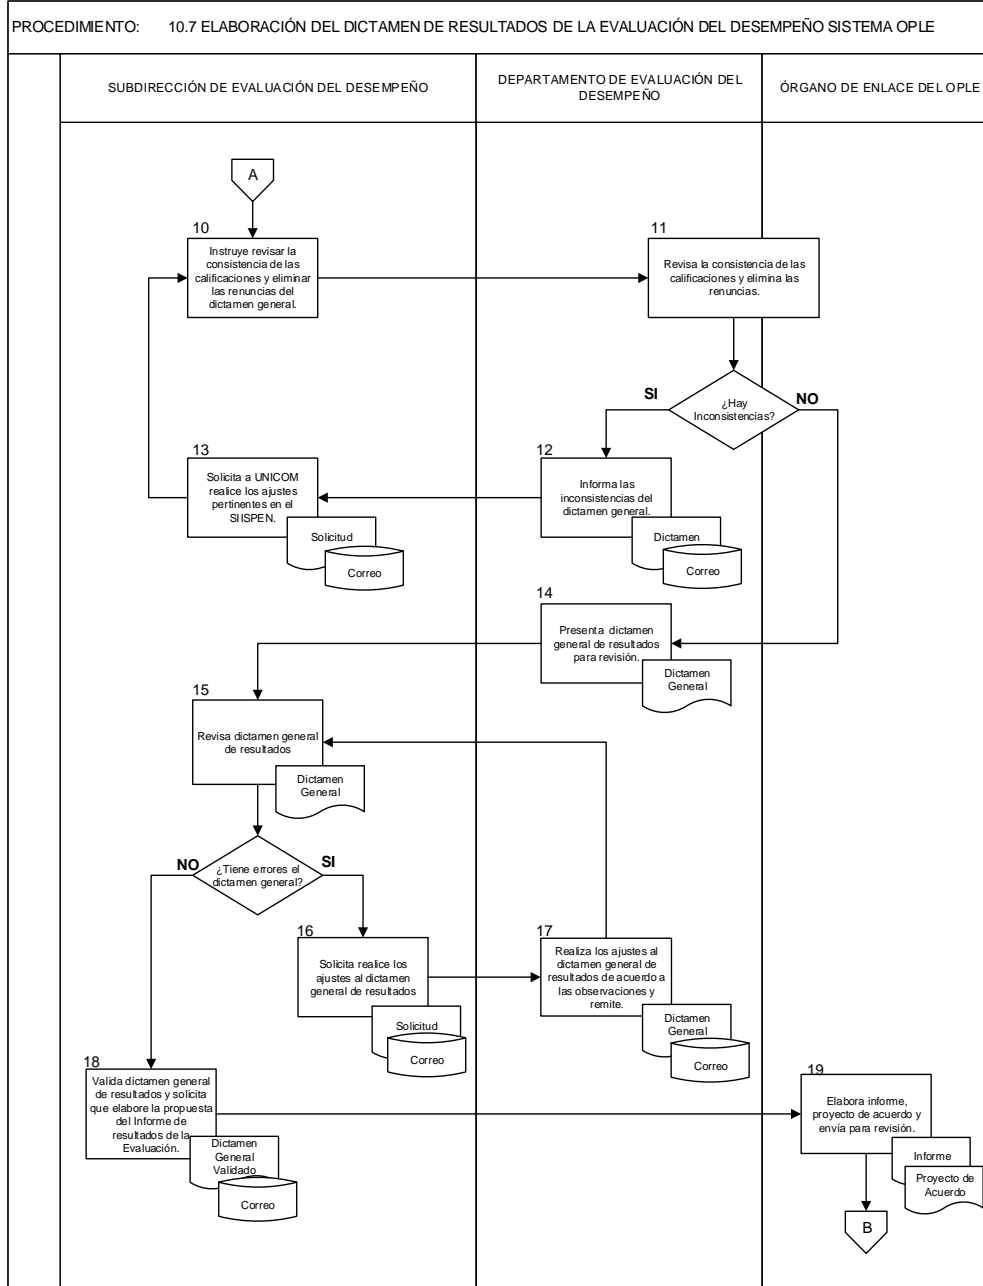 PROCEDIMIENTO: 10.7 ELABORACIÓN DEL DICTAMEN DE RESULTADOS DE LA EVALUACIÓN DEL DESEMPEÑO SISTEMA OPLE
SUBDIRECCIÓN DE EVALUACIÓN DEL DESEMPEÑO
DEPARTAMENTO DE EVALUACIÓN DEL
DESEMPEÑO
ÓRGANO DE ENLACE DEL OPLE
A
10
Instruye revisar la
consistencia de las
calificaciones y eliminar
las renuncias del
dictamen general.
11
Revisa la consistencia de las
calificaciones y elimina las
renuncias.
¿Hay
Inconsistencias?
SI
NO
12
Informa las
inconsistencias del
dictamen general.
Dictamen
Correo
13
Solicita a UNICOM
realice los ajustes
pertinentes en el
SIISPEN.
Solicitud
Correo
14
Presenta dictamen
general de resultados
para revisión.
Dictamen
General
15
Revisa dictamen general
de resultados
Dictamen
General
¿Tiene errores el
dictamen general?
NO
SI
16
Solicita realice los
ajustes al dictamen
general de resultados
Solicitud
Correo
17
Realiza los ajustes al
dictamen general de
resultados de acuerdo a
las observaciones y
remite.
Dictamen
General
Correo
18
Valida dictamen general
de resultados y solicita
que elabore la propuesta
del Informe de
resultados de la
Evaluación.
Dictamen
General
Validado
Correo
19
Elabora informe,
proyecto de acuerdo y
envía para revisión.
Informe
Proyecto de
Acuerdo
B